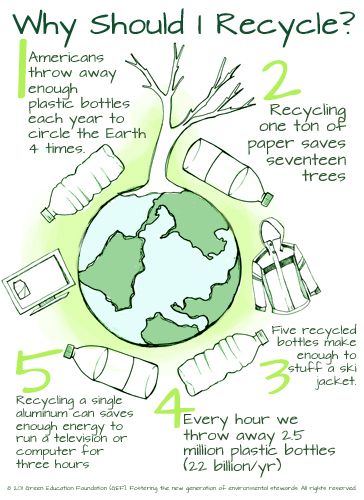 Why Should I Recycle?
1
Americans
throw away
enough
plastic bottles
each year to
circle the Earth
4 times.
2
Recycling
one ton of
paper saves
seventeen
trees
Five recycled
bottles make
enough to
stuff a ski
jacket.
3
4
Every hour we
throw away 2.5
million plastic bottles
(22 billion/yr)
5
Recycling a single
aluminum can saves
enough energy to
run a television or
computer for
three hours
© 2011 Green Education Foundation (GEF). Fostering the new generation of environmental stewards. All rights reserved.